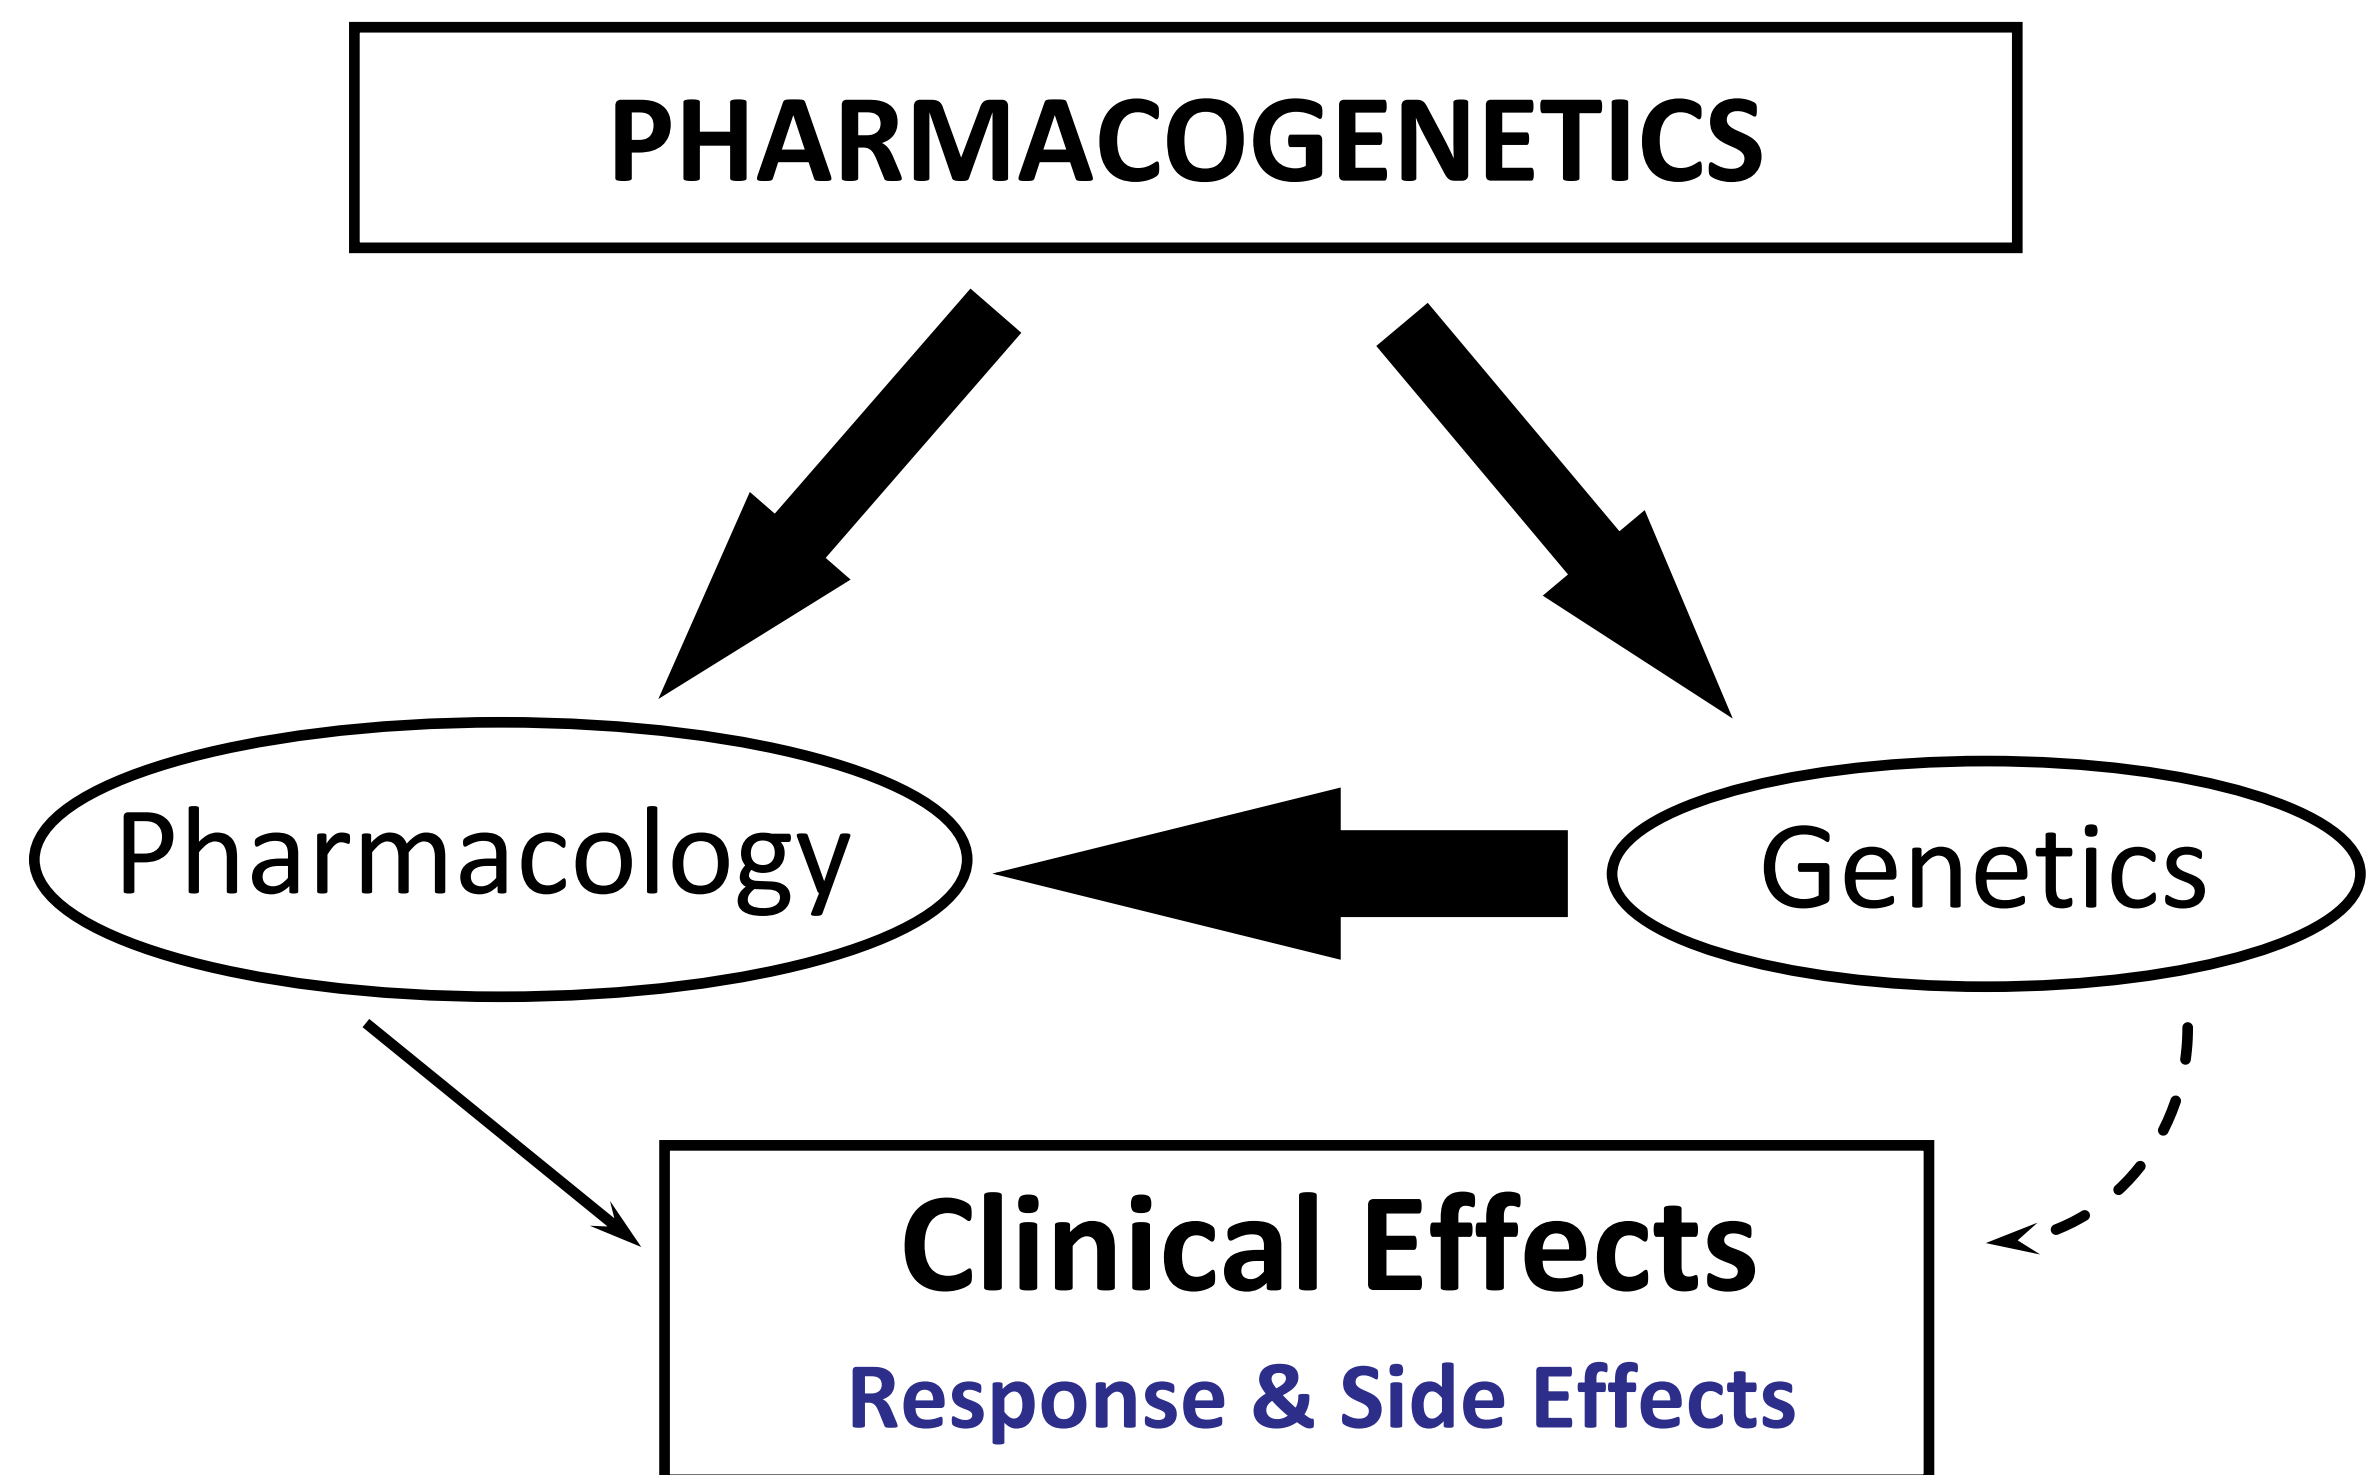 PHARMACOGENETICS
Pharmacology
Genetics
Clinical Effects
Response & Side Effects